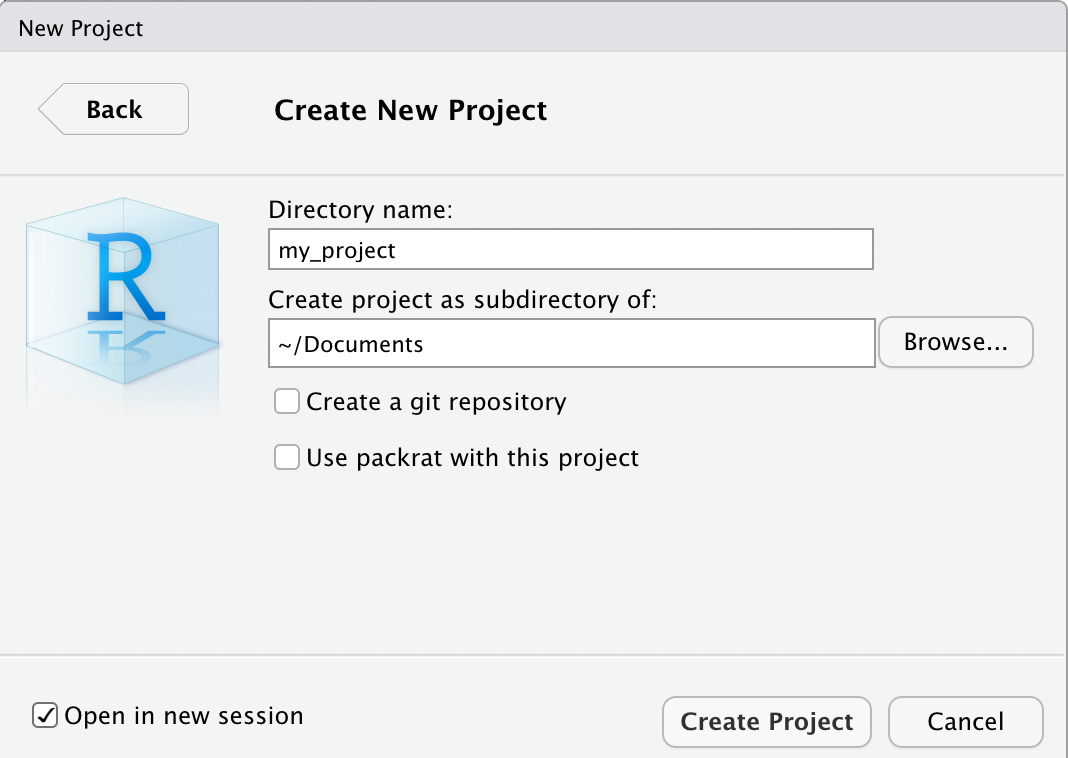 New Project
Back
Create New Project
R
Directory name:
my_project
Create project as subdirectory of:
~/Documents
Browse...
Create a git repository
Use packrat with this project
Open in new session
Create Project
Cancel